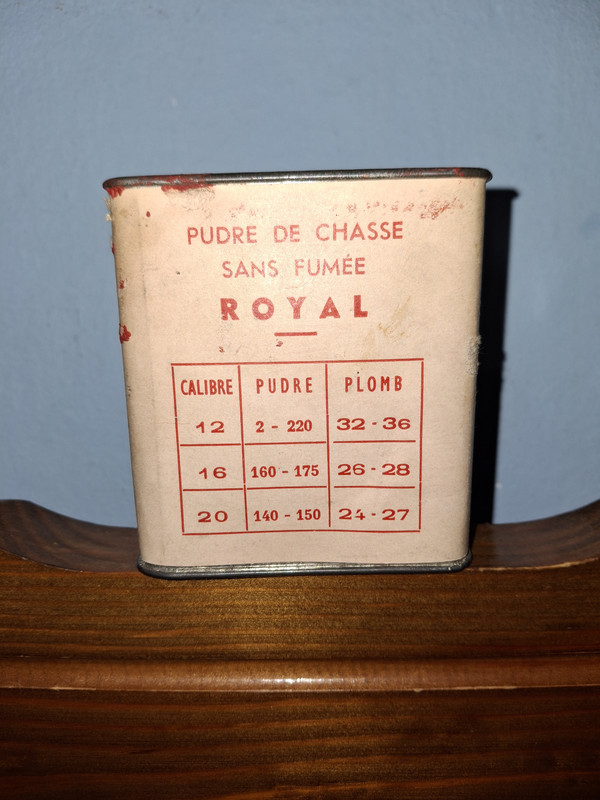 PUDRE DE CHASSE
SANS FUMÉE
ROYAL
CALIBRE PUDRE PLOMB
12 2 - 220 32 - 36
16 160 - 175 26 - 28
20 140 - 150 24 - 27